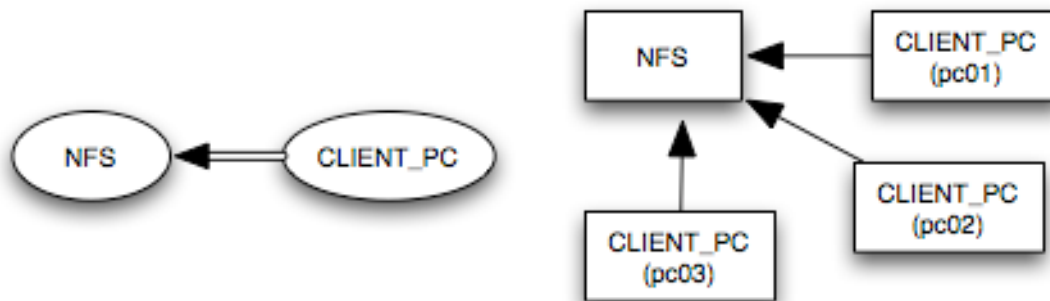 NFS
CLIENT_PC
NFS
CLIENT_PC
(pc01)
CLIENT_PC
(pc02)
CLIENT_PC
(pc03)